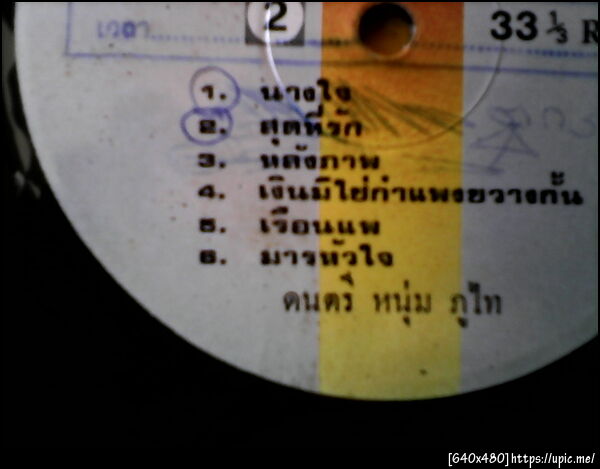 2
33 1/3 R
เวลา
1. นางใจ
2. สุดที่รัก
3. หลังภาพ
4. เงินมิใช่กำแพงขวางกั้น
5. เรือนแพ
6. มารหัวใจ
ดนตรี หนุ่ม ภูไท
[640x480]https://upic.me/